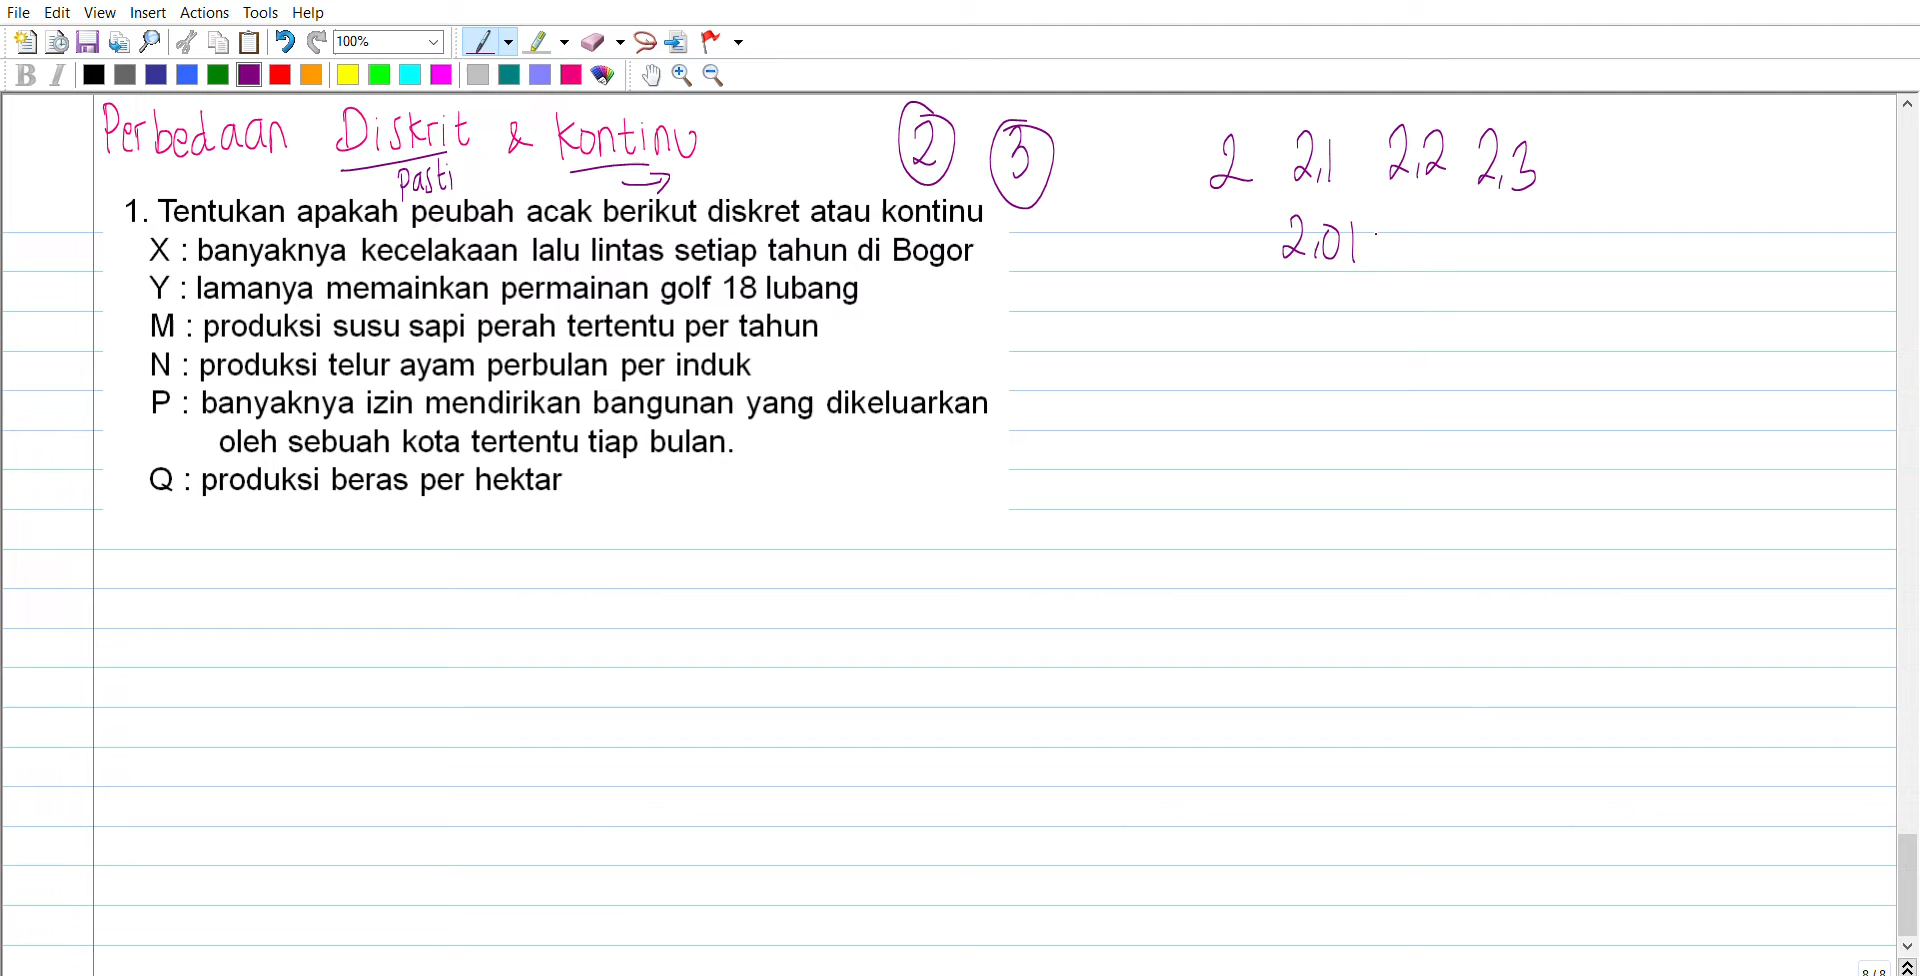 File Edit View Insert Actions Tools Help
100%
B I
Perbedaan Diskrit & Kontinu
pasti
2 3
2 2,1 2,2 2,3
2,01
1. Tentukan apakah peubah acak berikut diskret atau kontinu
X : banyaknya kecelakaan lalu lintas setiap tahun di Bogor
Y : lamanya memainkan permainan golf 18 lubang
M : produksi susu sapi perah tertentu per tahun
N : produksi telur ayam perbulan per induk
P : banyaknya izin mendirikan bangunan yang dikeluarkan
oleh sebuah kota tertentu tiap bulan.
Q : produksi beras per hektar
8 / 8